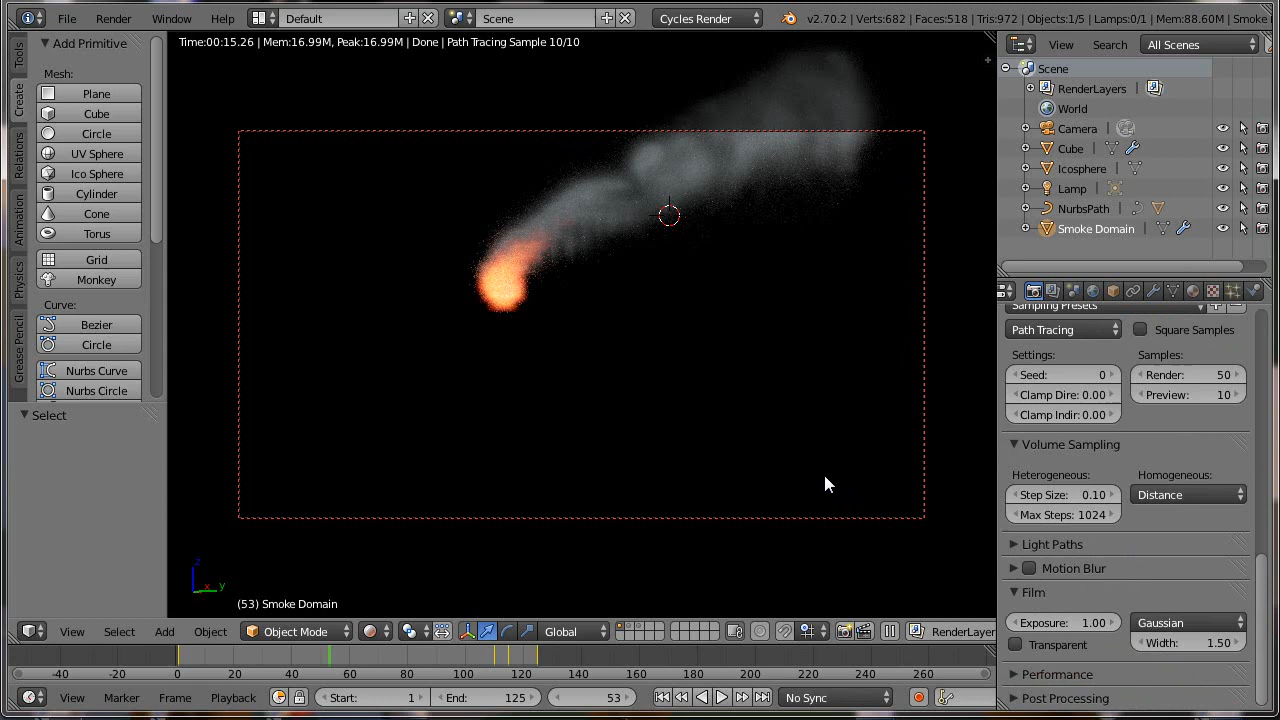 File Render Window Help Default Scene Cycles Render v2.70.2 | Verts:682 | Faces:518 | Tris:972 | Objects:1/5 | Lamps:0/1 | Mem:88.60M | Smoke
Time:00:15.26 | Mem:16.99M, Peak:16.99M | Done | Path Tracing Sample 10/10
Tools
Create
Relations
Animation
Physics
Grease Pencil
Add Primitive
Mesh:
Plane
Cube
Circle
UV Sphere
Ico Sphere
Cylinder
Cone
Torus
Grid
Monkey
Curve:
Bezier
Circle
Nurbs Curve
Nurbs Circle
Select
z
x y
(53) Smoke Domain
View Search All Scenes
Scene
RenderLayers
World
Camera
Cube
Icosphere
Lamp
NurbsPath
Smoke Domain
Sampling Presets
Path Tracing Square Samples
Settings: Samples:
Seed: 0 Render: 50
Clamp Dire: 0.00 Preview: 10
Clamp Indir: 0.00
Volume Sampling
Heterogeneous: Homogeneous:
Step Size: 0.10 Distance
Max Steps: 1024
Light Paths
Motion Blur
Film
Exposure: 1.00 Gaussian
Transparent Width: 1.50
Performance
Post Processing
View Select Add Object Object Mode Global RenderLayer
-40 -20 0 20 40 60 80 100 120 140 160 180 200 220 240 260
View Marker Frame Playback Start: 1 End: 125 53 No Sync